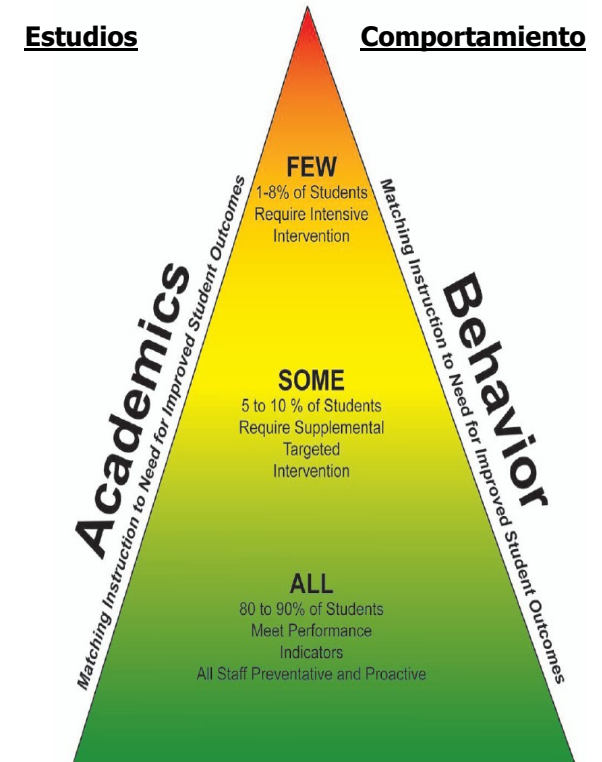 Estudios
Comportamiento
FEW
1-8% of Students
Require Intensive
Intervention
Academics
Matching Instruction to Need for Improved Student Outcomes
Behavior
Matching Instruction to Need for Improved Student Outcomes
SOME
5 to 10 % of Students
Require Supplemental
Targeted
Intervention
ALL
80 to 90% of Students
Meet Performance
Indicators
All Staff Preventative and Proactive